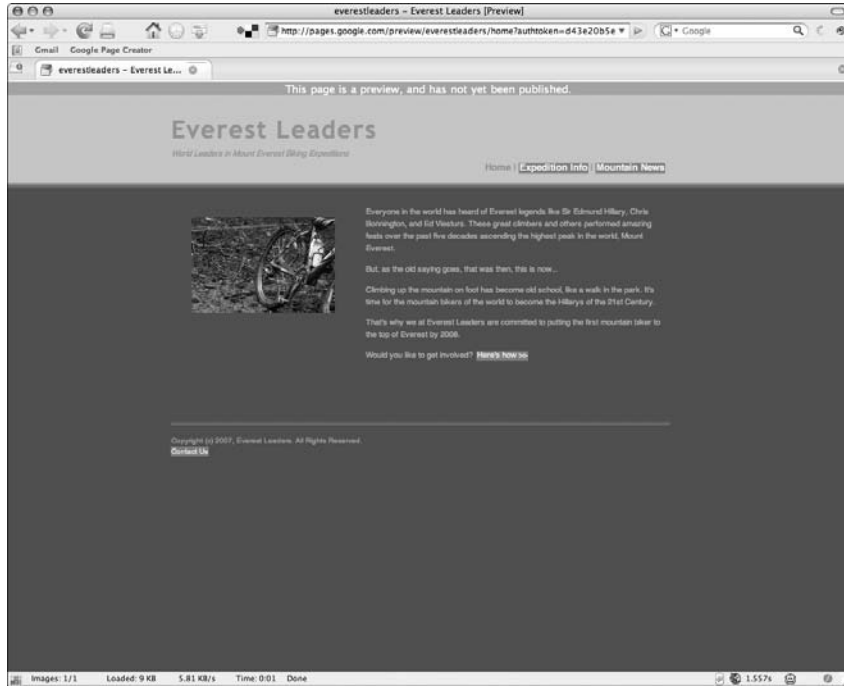 everestleaders – Everest Leaders [Preview]
http://pages.google.com/preview/everestleaders/home?authtoken=d43e20b5e
Google
Gmail Google Page Creator
everestleaders – Everest Le...
This page is a preview, and has not yet been published.
Everest Leaders
World Leaders in Mount Everest Biking Expeditions
Home | Expedition Info | Mountain News
Everyone in the world has heard of Everest legends like Sir Edmund Hillary, Chris
Bonnington, and Ed Viesturs. These great climbers and others performed amazing
feats over the past five decades ascending the highest peak in the world, Mount
Everest.
But, as the old saying goes, that was then, this is now...
Climbing up the mountain on foot has become old school, like a walk in the park. It's
time for the mountain bikers of the world to become the Hillarys of the 21st Century.
That's why we at Everest Leaders are committed to putting the first mountain biker to
the top of Everest by 2008.
Would you like to get involved? Here's how >>
Copyright (c) 2007, Everest Leaders. All Rights Reserved.
Contact Us
Images: 1/1 Loaded: 9 KB 5.81 KB/s Time: 0:01 Done 1.557s